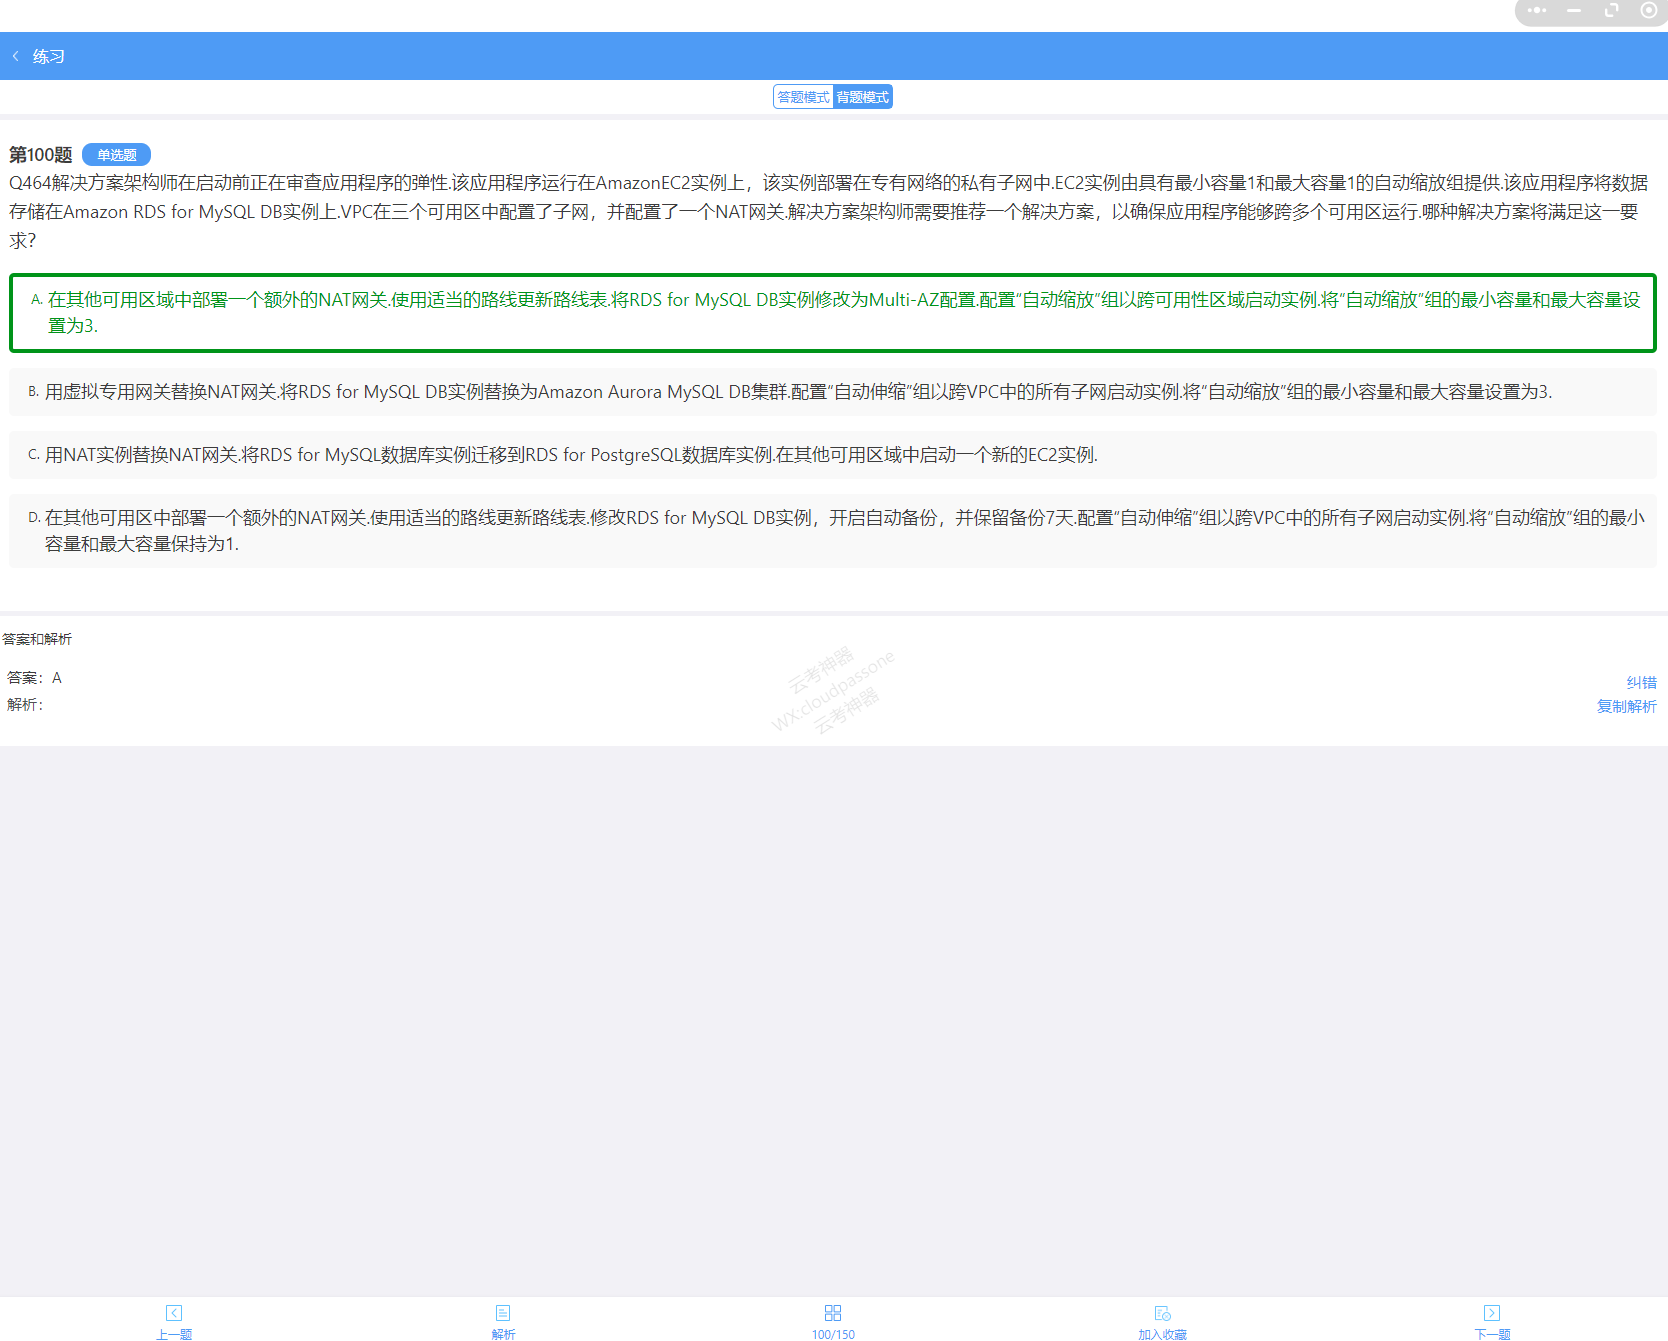 练习
答题模式 背题模式
第100题 单选题
Q464解决方案架构师在启动前正在审查应用程序的弹性.该应用程序运行在AmazonEC2实例上，该实例部署在专有网络的私有子网中.EC2实例由具有最小容量1和最大容量1的自动缩放组提供.该应用程序将数据
存储在Amazon RDS for MySQL DB实例上.VPC在三个可用区中配置了子网，并配置了一个NAT网关.解决方案架构师需要推荐一个解决方案，以确保应用程序能够跨多个可用区运行.哪种解决方案将满足这一要
求?
A. 在其他可用区域中部署一个额外的NAT网关.使用适当的路线更新路线表.将RDS for MySQL DB实例修改为Multi-AZ配置.配置“自动缩放”组以跨可用性区域启动实例.将“自动缩放”组的最小容量和最大容量设
置为3.
B. 用虚拟专用网关替换NAT网关.将RDS for MySQL DB实例替换为Amazon Aurora MySQL DB集群.配置“自动伸缩”组以跨VPC中的所有子网启动实例.将“自动缩放”组的最小容量和最大容量设置为3.
C. 用NAT实例替换NAT网关.将RDS for MySQL数据库实例迁移到RDS for PostgreSQL数据库实例.在其他可用区域中启动一个新的EC2实例.
D. 在其他可用区中部署一个额外的NAT网关.使用适当的路线更新路线表.修改RDS for MySQL DB实例，开启自动备份，并保留备份7天.配置“自动伸缩”组以跨VPC中的所有子网启动实例.将“自动缩放”组的最小
容量和最大容量保持为1.
答案和解析
答案：A
解析：
云考神器
WX:cloudpassone
云考神器
纠错
复制解析
上一题 解析 100/150 加入收藏 下一题